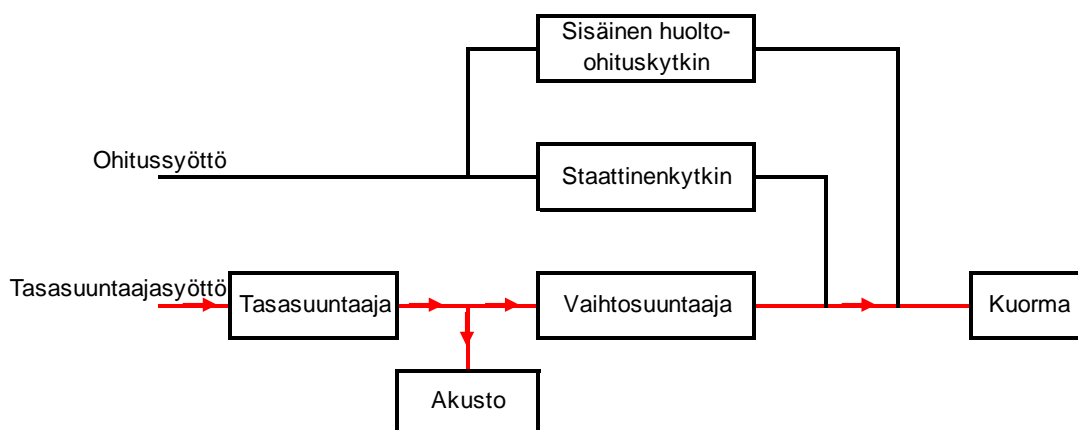 Sisäinen huolto-
ohituskytkin
Ohitussyöttö
Staattinenkytkin
Tasasuuntaajasyöttö
Tasasuuntaaja
Vaihtosuuntaaja
Kuorma
Akusto